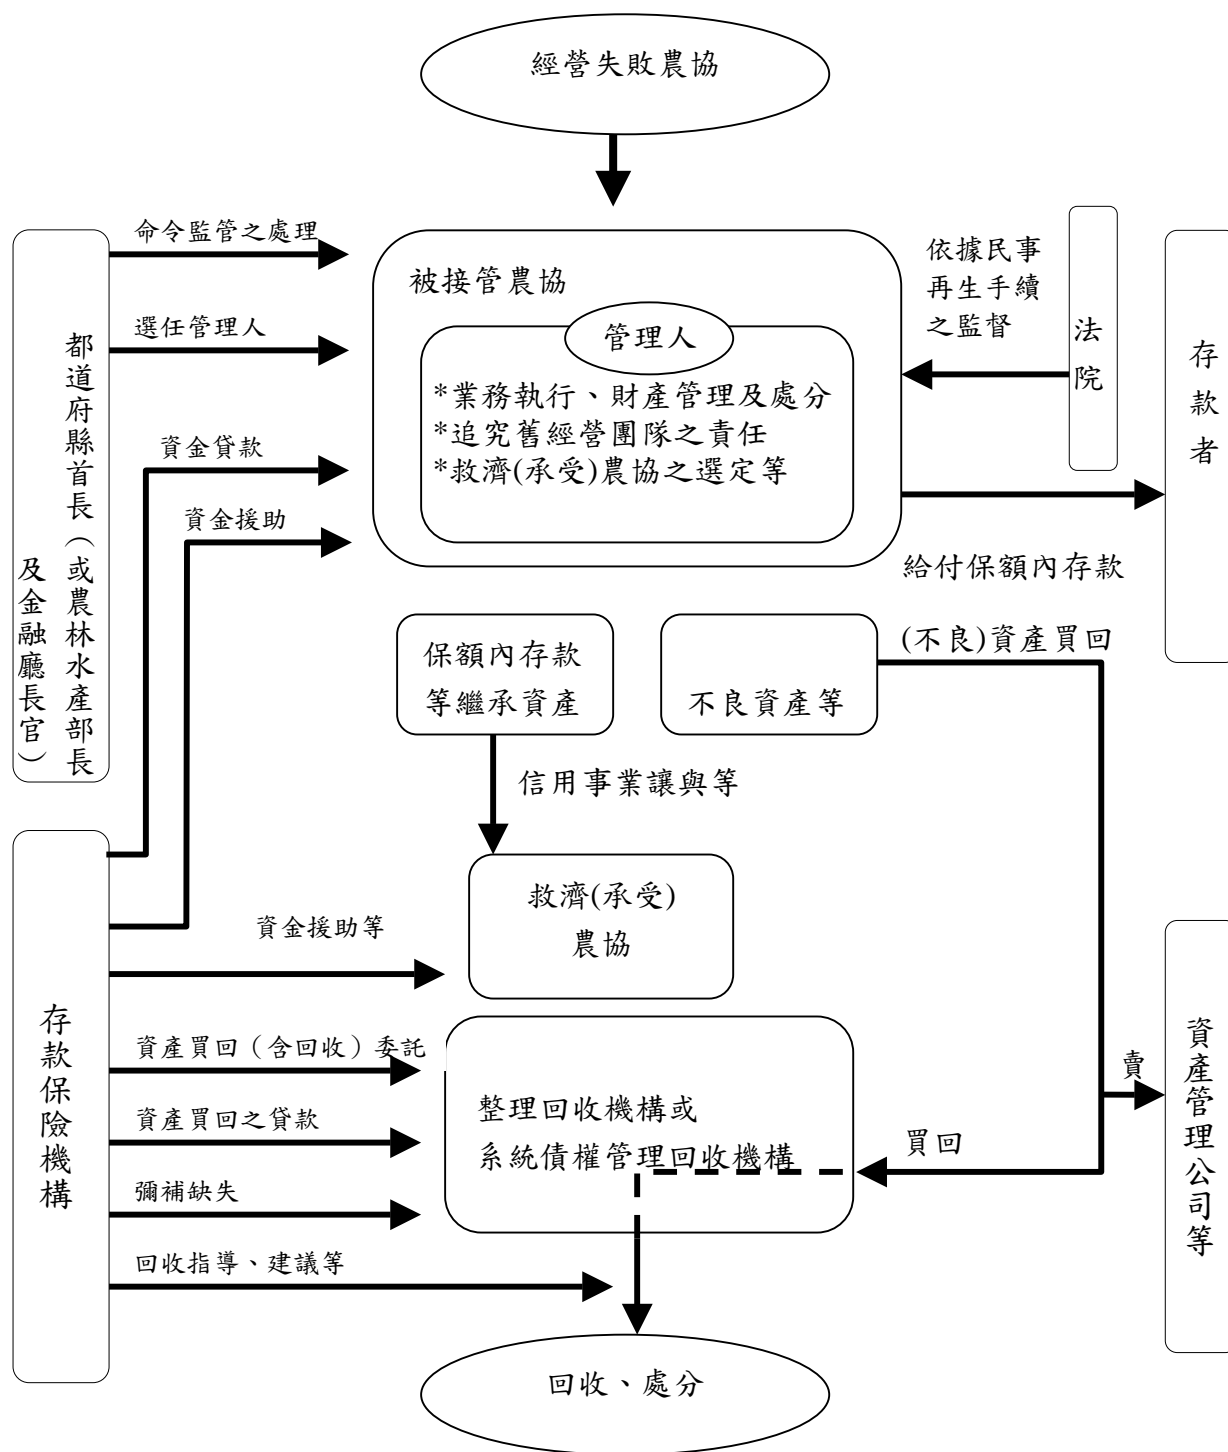 經營失敗農協
命令監管之處理
選任管理人
資金貸款
資金援助
都道府縣首長（或農林水產部長
及金融廳長官）
被接管農協
管理人
*業務執行、財產管理及處分
*追究舊經營團隊之責任
*救濟(承受)農協之選定等
依據民事
再生手續
之監督
法院
存款者
給付保額內存款
保額內存款
等繼承資產
不良資產等
(不良)資產買回
信用事業讓與等
救濟(承受)
農協
資金援助等
存款保險機構
資產買回（含回收）委託
資產買回之貸款
彌補缺失
回收指導、建議等
整理回收機構或
系統債權管理回收機構
買回
賣
資產管理公司等
回收、處分